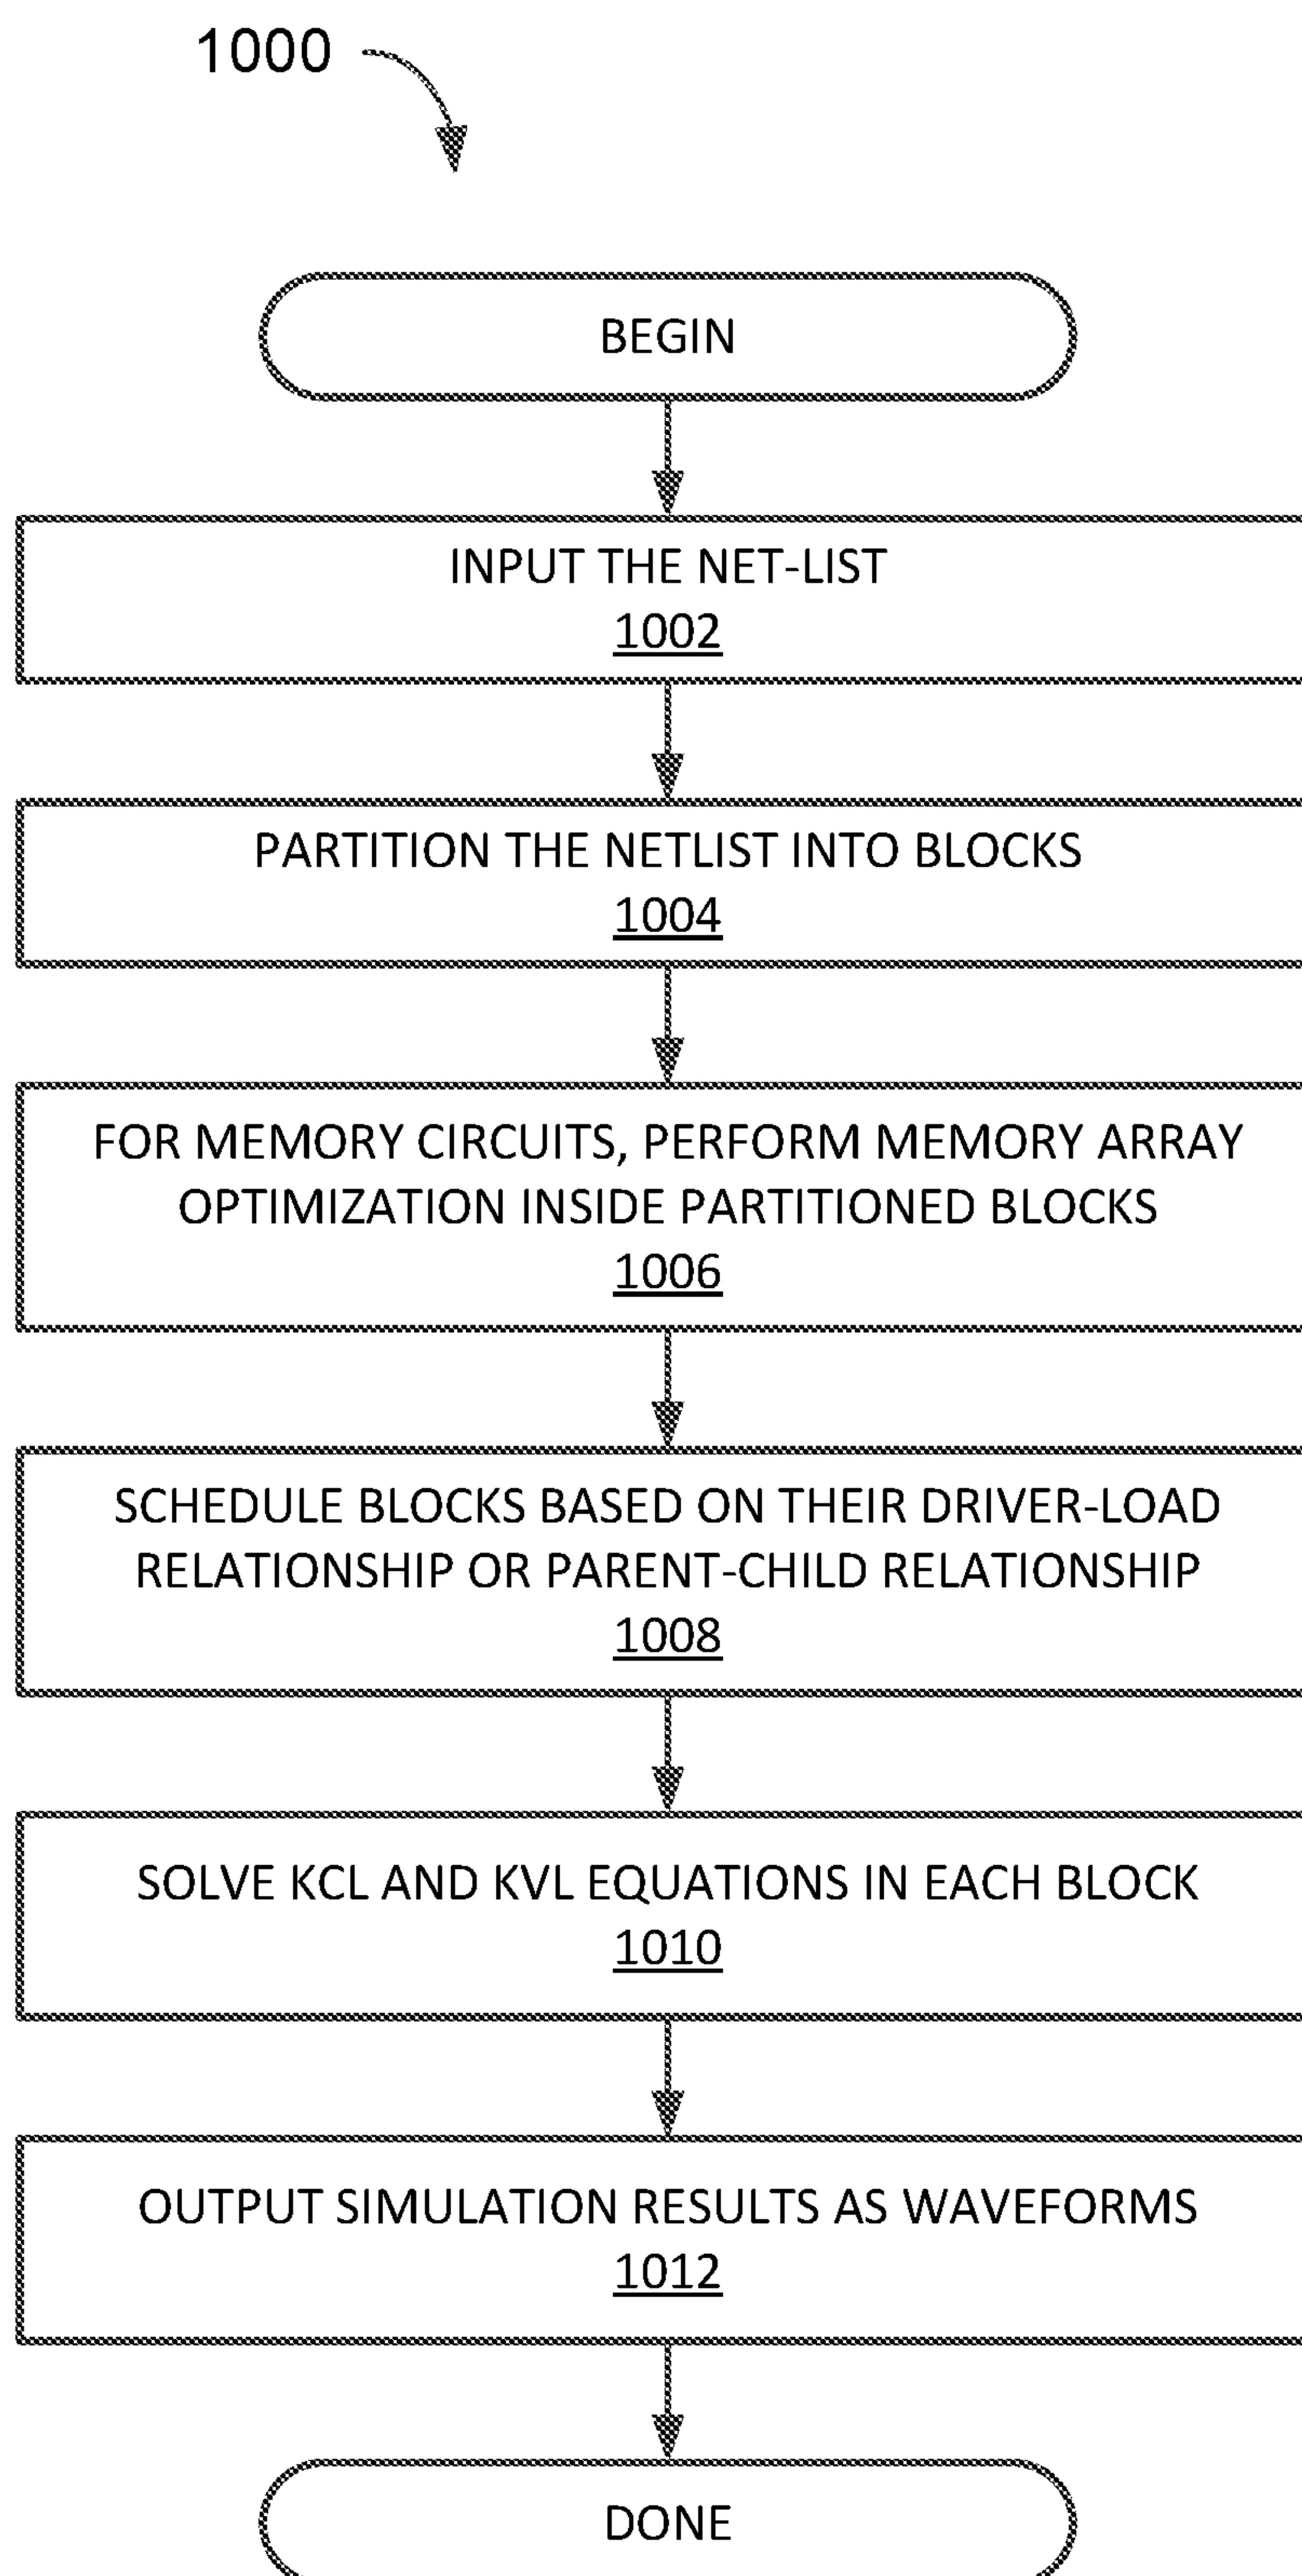 1000
BEGIN
INPUT THE NET-LIST
1002
PARTITION THE NETLIST INTO BLOCKS
1004
FOR MEMORY CIRCUITS, PERFORM MEMORY ARRAY
OPTIMIZATION INSIDE PARTITIONED BLOCKS
1006
SCHEDULE BLOCKS BASED ON THEIR DRIVER-LOAD
RELATIONSHIP OR PARENT-CHILD RELATIONSHIP
1008
SOLVE KCL AND KVL EQUATIONS IN EACH BLOCK
1010
OUTPUT SIMULATION RESULTS AS WAVEFORMS
1012
DONE